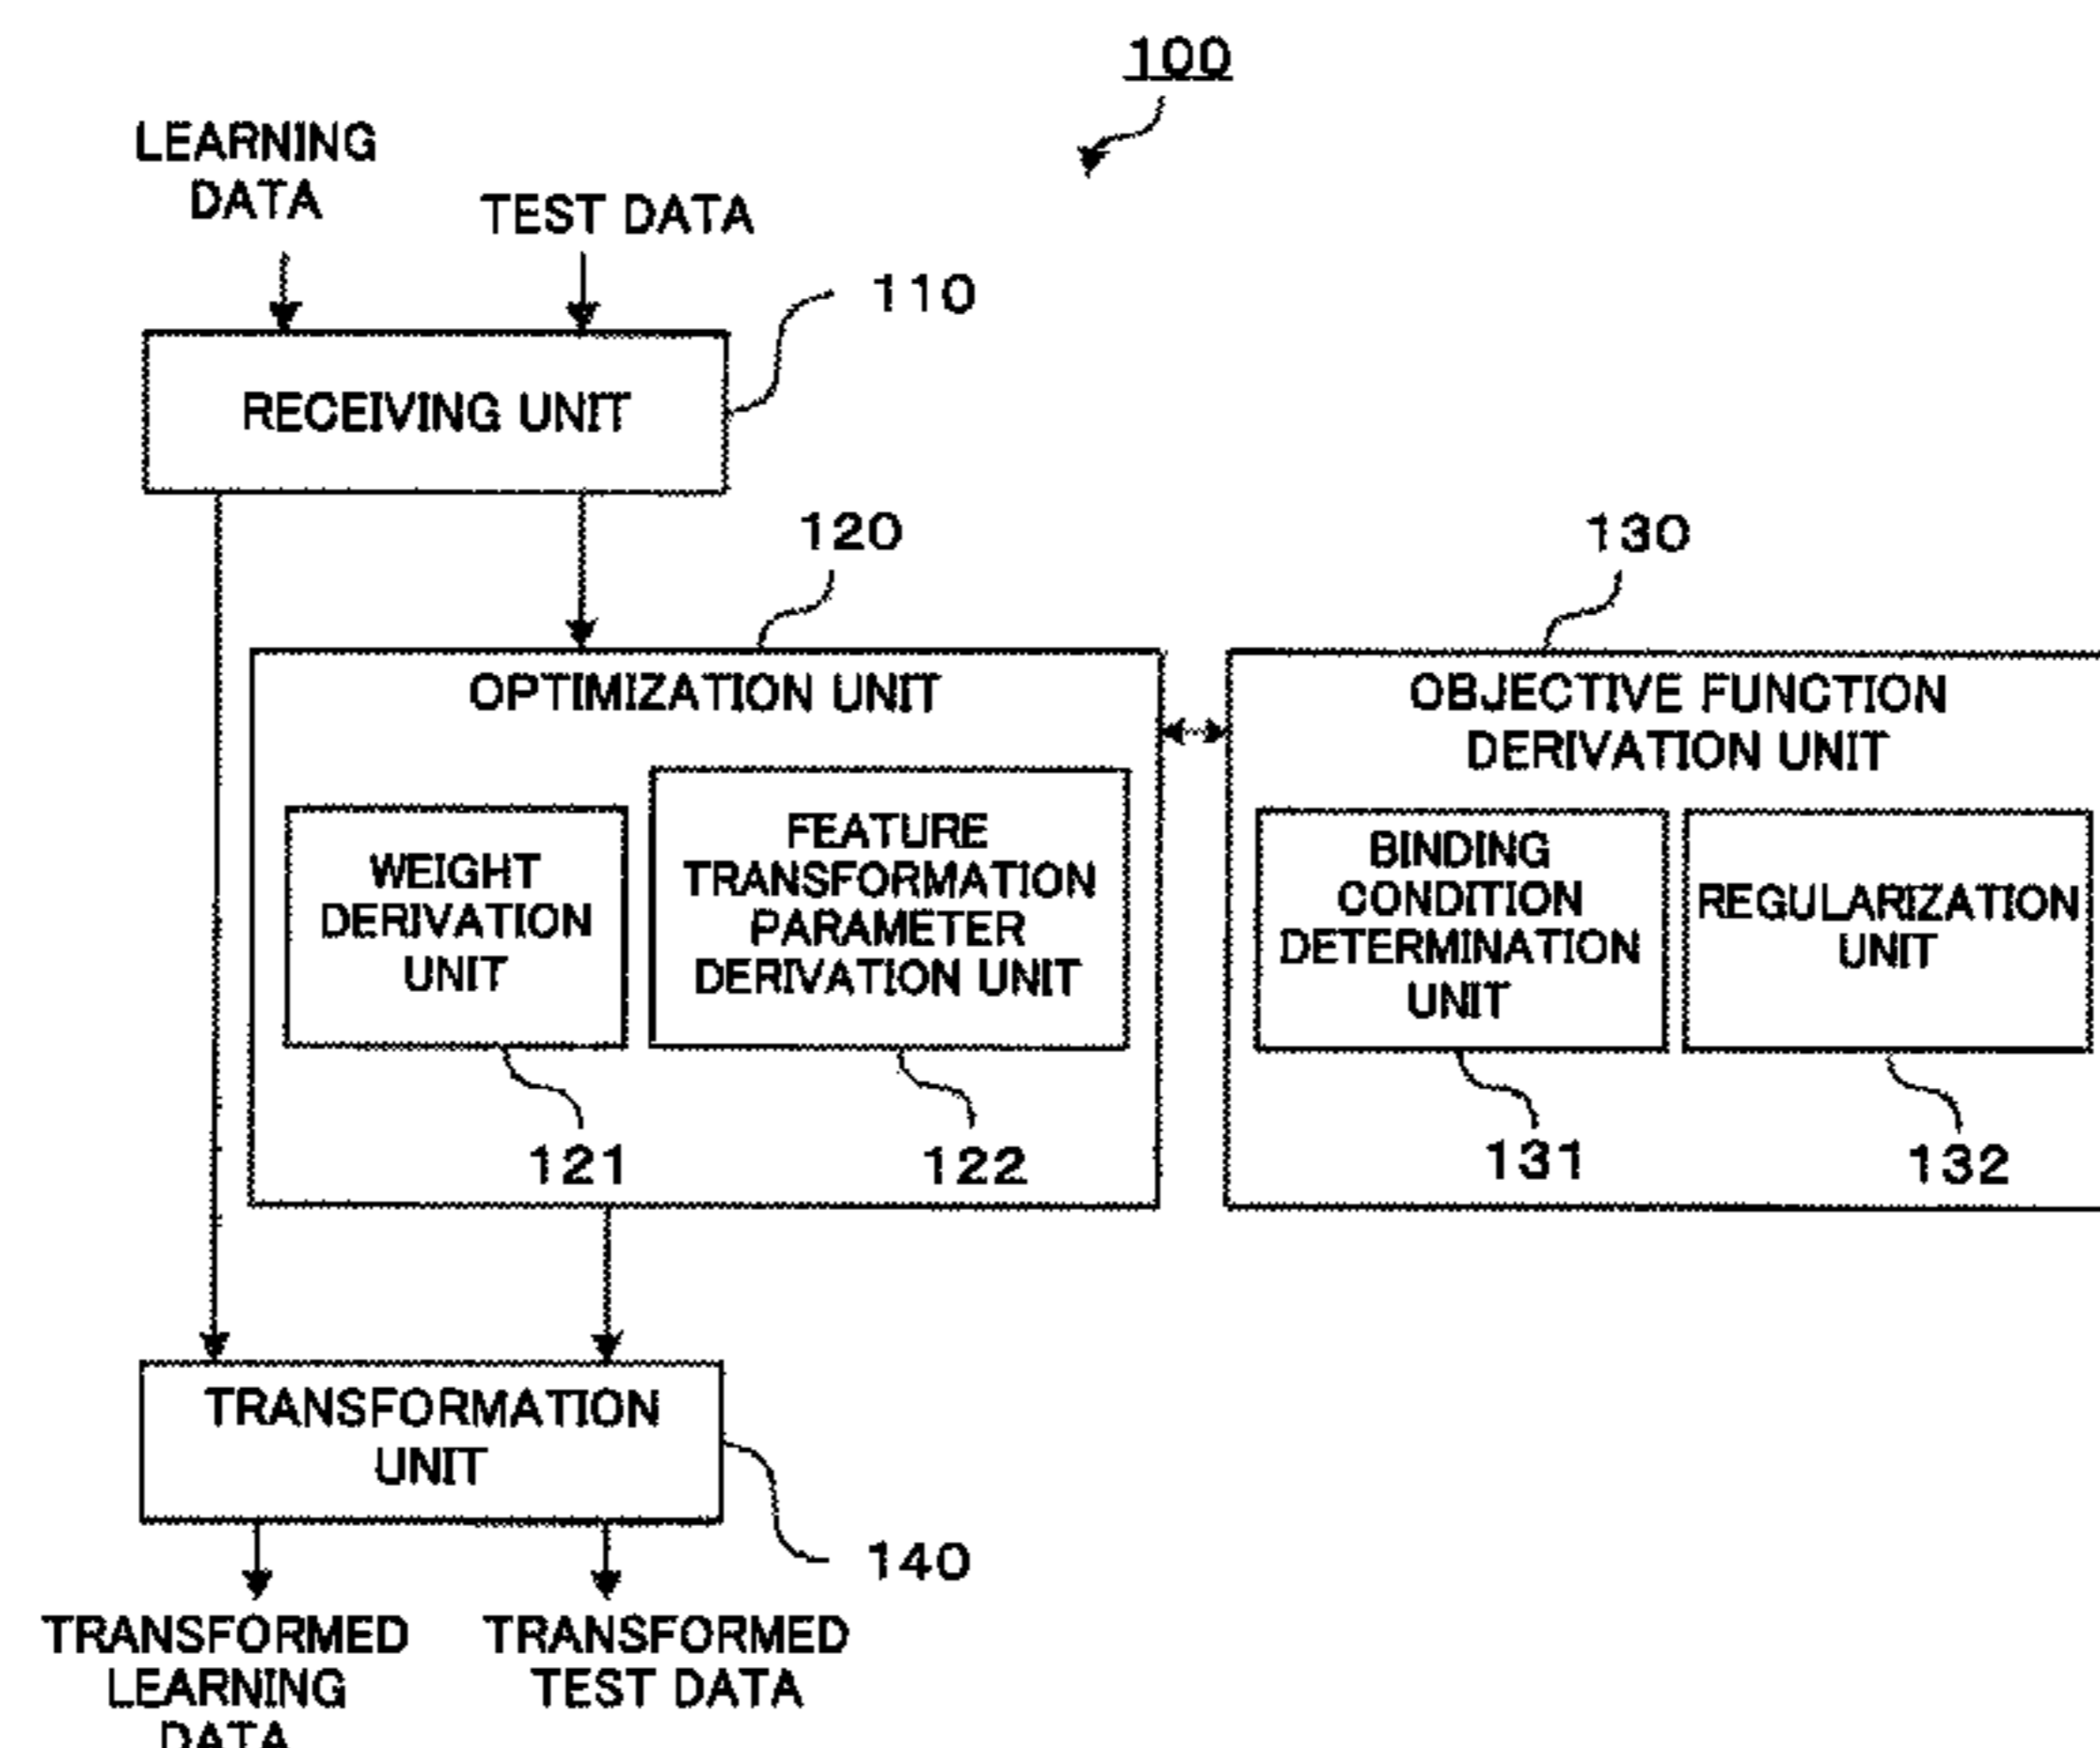 100
LEARNING
DATA
TEST DATA
110
RECEIVING UNIT
120
130
OPTIMIZATION UNIT
OBJECTIVE FUNCTION
DERIVATION UNIT
WEIGHT
DERIVATION
UNIT
FEATURE
TRANSFORMATION
PARAMETER
DERIVATION UNIT
BINDING
CONDITION
DETERMINATION
UNIT
REGULARIZATION
UNIT
121
122
131
132
TRANSFORMATION
UNIT
140
TRANSFORMED
LEARNING
DATA
TRANSFORMED
TEST DATA